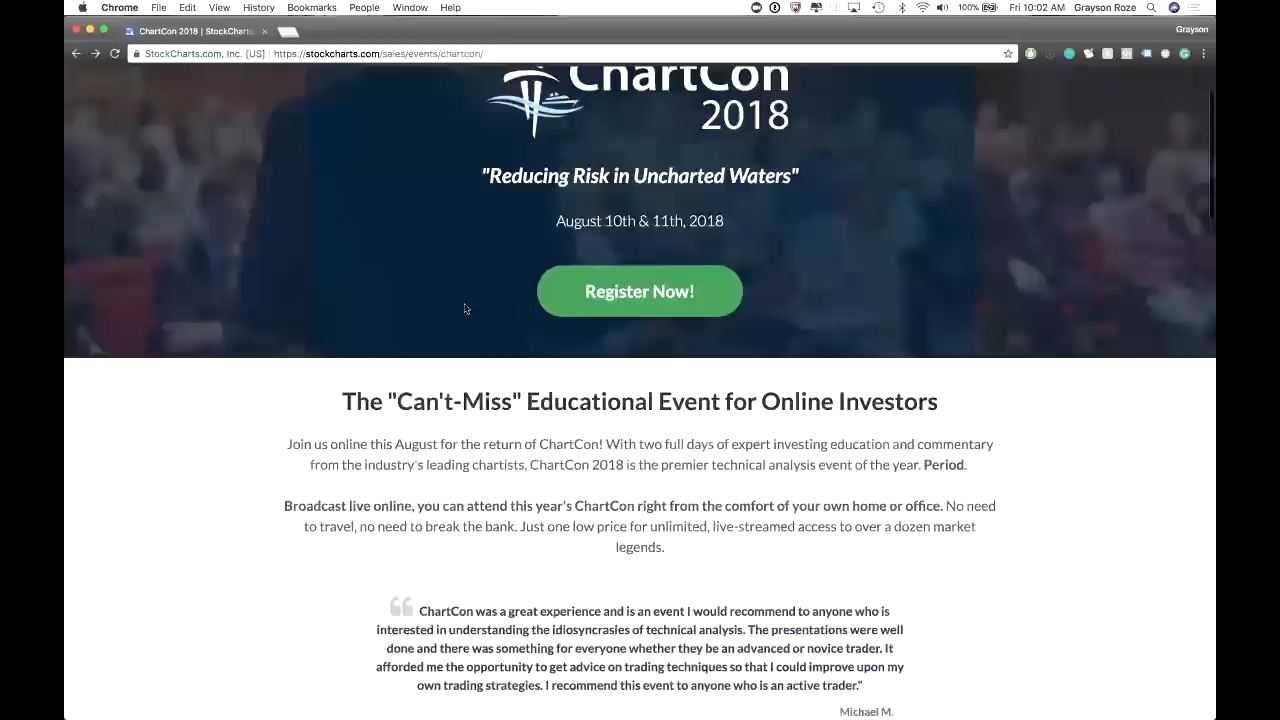 Chrome File Edit View History Bookmarks People Window Help 100% Fri 10:02 AM Grayson Roze
ChartCon 2018 | StockCharts Grayson
StockCharts.com, Inc. [US] https://stockcharts.com/sales/events/chartcon/
ChartCon
2018
"Reducing Risk in Uncharted Waters"
August 10th & 11th, 2018
Register Now!
The "Can't-Miss" Educational Event for Online Investors
Join us online this August for the return of ChartCon! With two full days of expert investing education and commentary
from the industry's leading chartists, ChartCon 2018 is the premier technical analysis event of the year. Period.
Broadcast live online, you can attend this year's ChartCon right from the comfort of your own home or office. No need
to travel, no need to break the bank. Just one low price for unlimited, live-streamed access to over a dozen market
legends.
ChartCon was a great experience and is an event I would recommend to anyone who is
interested in understanding the idiosyncrasies of technical analysis. The presentations were well
done and there was something for everyone whether they be an advanced or novice trader. It
afforded me the opportunity to get advice on trading techniques so that I could improve upon my
own trading strategies. I recommend this event to anyone who is an active trader."
Michael M.